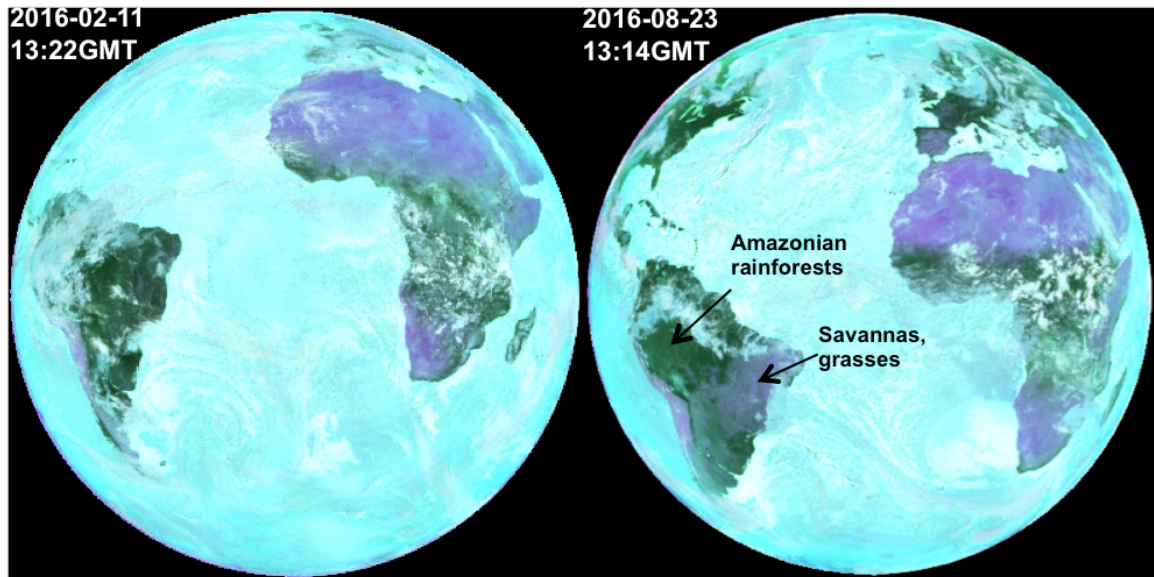 2016-02-11
13:22GMT
2016-08-23
13:14GMT
Amazonian
rainforests
Savannas,
grasses